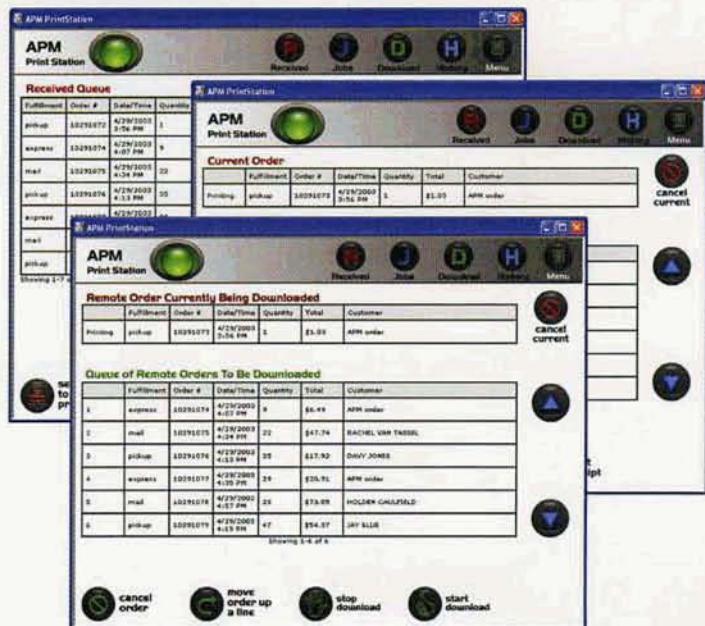 APM PrintStation
APM
Print Station
Received Jobs Download History Menu
Received Queue
Fulfillment Order # Date/Time Quantity
pickup 10291072 4/29/2003 3:56 PM 1
express 10291074 4/29/2003 4:07 PM 9
mail 10291075 4/29/2003 4:24 PM 22
pickup 10291076 4/29/2003 4:13 PM 35
express 4/29/2003
mail
pickup
Showing 1-7
APM PrintStation
APM
Print Station
Received Jobs Download History Menu
Current Order
Fulfillment Order # Date/Time Quantity Total Customer
Printing pickup 10291073 4/29/2003 3:56 PM 1 $1.05 APM order
cancel
current
APM PrintStation
APM
Print Station
Received Jobs Download History Menu
Remote Order Currently Being Downloaded
Fulfillment Order # Date/Time Quantity Total Customer
Printing pickup 10291073 4/29/2003 3:56 PM 1 $1.05 APM order
cancel
current
Queue of Remote Orders To Be Downloaded
Fulfillment Order # Date/Time Quantity Total Customer
1 express 10291074 4/29/2003 4:07 PM 9 $6.49 APM order
2 mail 10291075 4/29/2003 4:24 PM 22 $47.74 RACHEL VAN TASSEL
3 pickup 10291076 4/29/2003 4:13 PM 35 $17.92 DAVY JONES
4 express 10291077 4/29/2003 4:35 PM 29 $20.91 APM order
5 mail 10291078 4/29/2003 4:57 PM 25 HOLDEN CAULFIELD
6 pickup 10291079 4/29/2003 4:15 PM 47 $54.57 JAY ELLIS
Showing 1-6 of 6
cancel
order
move
order up
a line
stop
download
start
download